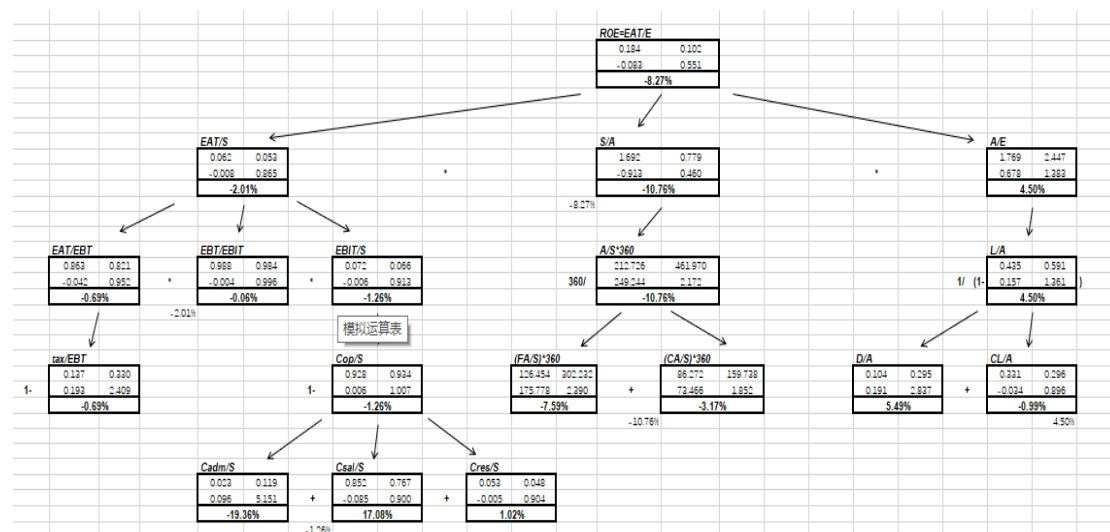 ROE=EAT/E
0.184 0.102
-0.083 0.551
-8.27%
EAT/S S/A A/E
0.062 0.053 1.692 0.779 1.769 2.447
-0.008 0.865 * -0.913 0.460 * 0.678 1.383
-2.01% -10.76% 4.50%
-8.27%
EAT/EBT EBT/EBIT EBIT/S A/S*360 L/A
0.863 0.821 0.988 0.984 0.072 0.066 212.726 461.970 0.435 0.591
-0.042 0.952 * -0.004 0.996 * -0.006 0.913 360/ 249.244 2.172 1/ (1- 0.157 1.361 )
-0.69% -0.06% -1.26% -10.76% 4.50%
-2.01%
模拟运算表
tax/EBT Cop/S (FA/S)*360 (CA/S)*360 D/A CL/A
0.137 0.330 0.928 0.934 126.454 302.232 86.272 159.738 0.104 0.295 0.331 0.296
1- 0.193 2.409 1- 0.006 1.007 175.778 2.390 + 73.466 1.852 0.191 2.837 + -0.034 0.896
-0.69% -1.26% -7.59% -3.17% 5.49% -0.99%
-10.76% 4.50%
Cadm/S Csal/S Cres/S
0.023 0.119 0.852 0.767 0.053 0.048
0.096 5.151 + -0.085 0.900 + -0.005 0.904
-19.36% 17.08% 1.02%
-1.26%